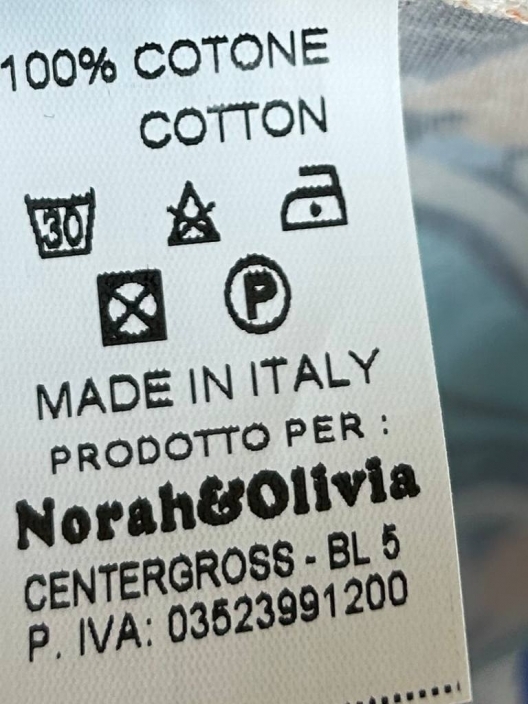 100% COTONE
COTTON
30
P
MADE IN ITALY
PRODOTTO PER :
Norah&Olivia
CENTERGROSS - BL 5
P. IVA: 03523991200